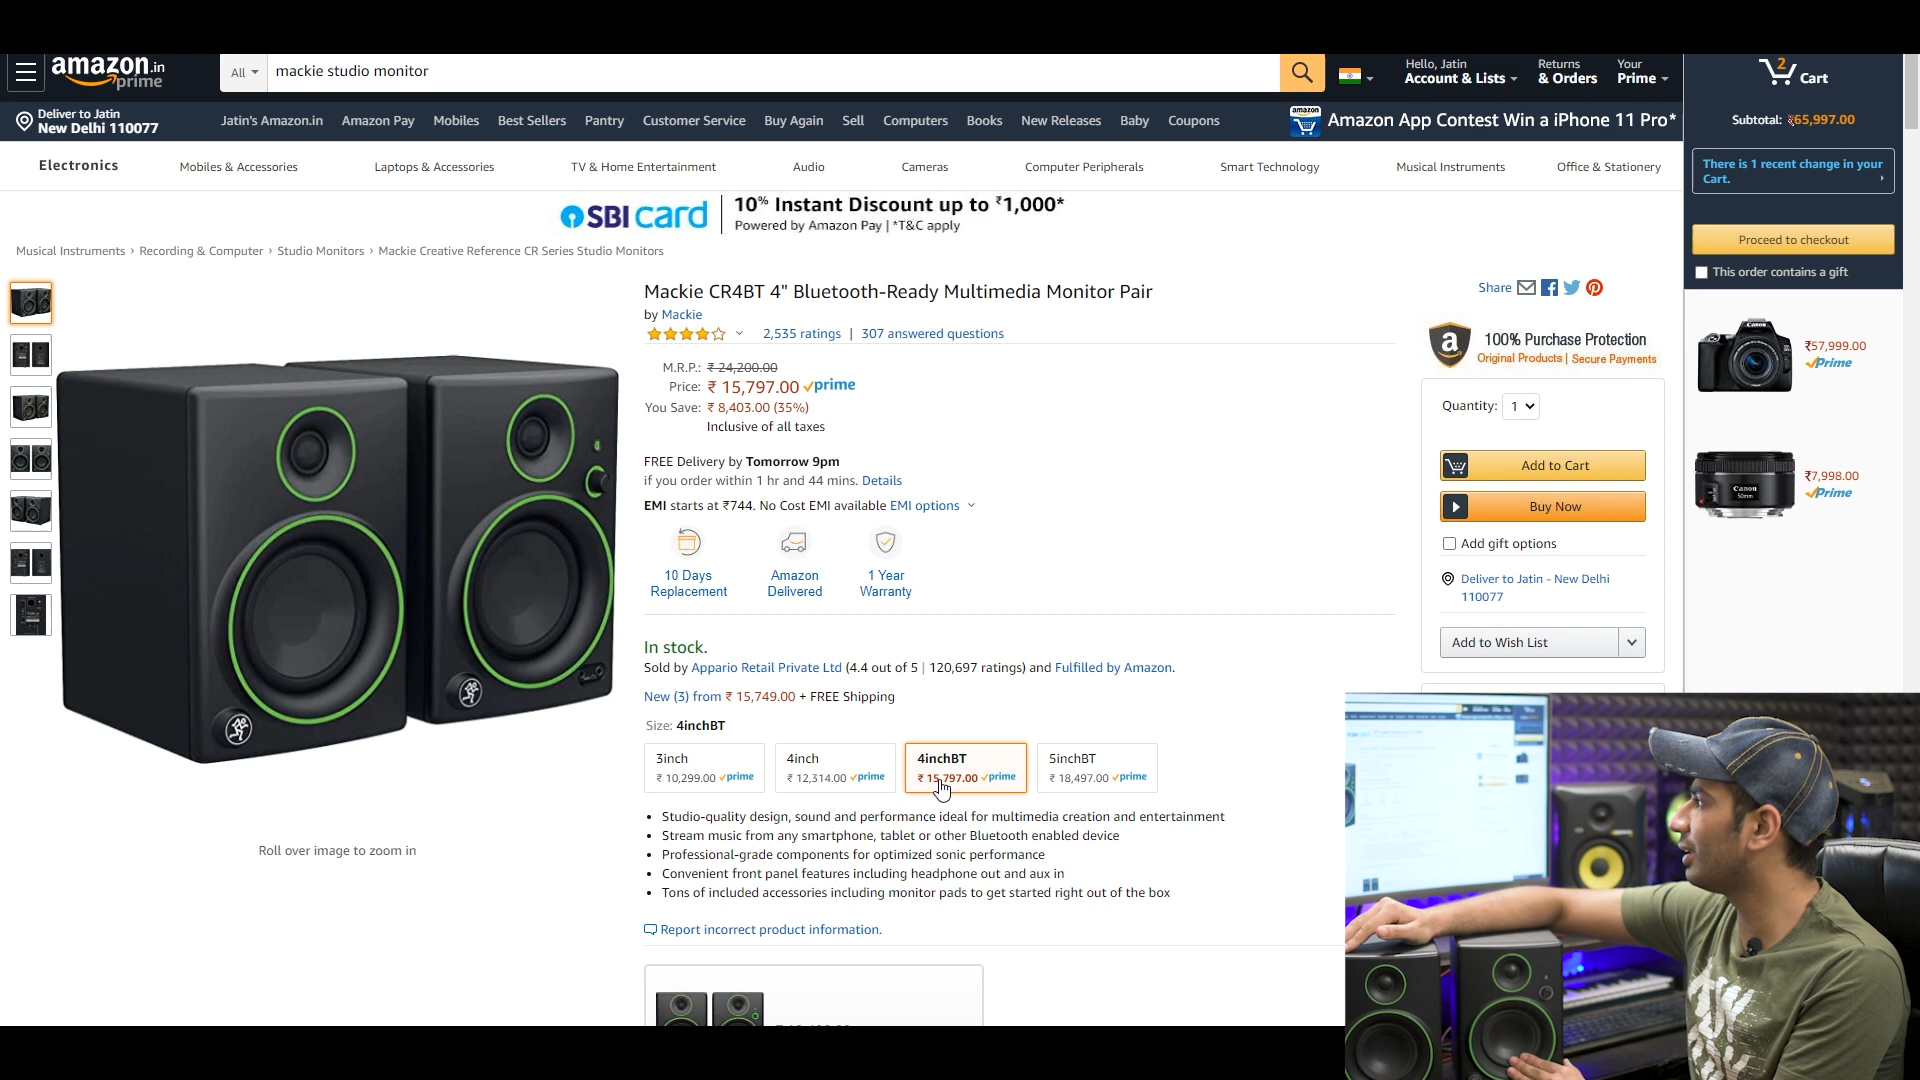 amazon.in
prime
All
mackie studio monitor
Hello, Jatin
Account & Lists
Returns
& Orders
Your
Prime
2
Cart
Deliver to Jatin
New Delhi 110077
Jatin's Amazon.in Amazon Pay Mobiles Best Sellers Pantry Customer Service Buy Again Sell Computers Books New Releases Baby Coupons
amazon
Amazon App Contest Win a iPhone 11 Pro*
Subtotal: ₹65,997.00
There is 1 recent change in your
Cart.
Proceed to checkout
This order contains a gift
Electronics Mobiles & Accessories Laptops & Accessories TV & Home Entertainment Audio Cameras Computer Peripherals Smart Technology Musical Instruments Office & Stationery
SBI card
10% Instant Discount up to ₹1,000*
Powered by Amazon Pay | *T&C apply
Musical Instruments › Recording & Computer › Studio Monitors › Mackie Creative Reference CR Series Studio Monitors
Mackie CR4BT 4" Bluetooth-Ready Multimedia Monitor Pair
by Mackie
2,535 ratings | 307 answered questions
M.R.P.: ₹ 24,200.00
Price: ₹ 15,797.00 prime
You Save: ₹ 8,403.00 (35%)
Inclusive of all taxes
FREE Delivery by Tomorrow 9pm
if you order within 1 hr and 44 mins. Details
EMI starts at ₹744. No Cost EMI available EMI options
10 Days
Replacement
Amazon
Delivered
1 Year
Warranty
In stock.
Sold by Appario Retail Private Ltd (4.4 out of 5 | 120,697 ratings) and Fulfilled by Amazon.
New (3) from ₹ 15,749.00 + FREE Shipping
Size: 4inchBT
3inch
₹ 10,299.00 prime
4inch
₹ 12,314.00 prime
4inchBT
₹ 15,797.00 prime
5inchBT
₹ 18,497.00 prime
• Studio-quality design, sound and performance ideal for multimedia creation and entertainment
• Stream music from any smartphone, tablet or other Bluetooth enabled device
• Professional-grade components for optimized sonic performance
• Convenient front panel features including headphone out and aux in
• Tons of included accessories including monitor pads to get started right out of the box
Report incorrect product information.
Roll over image to zoom in
Share
a
100% Purchase Protection
Original Products | Secure Payments
Quantity: 1
Add to Cart
Buy Now
Add gift options
Deliver to Jatin - New Delhi
110077
Add to Wish List
Canon
₹57,999.00
Prime
Canon
50mm
₹7,998.00
Prime